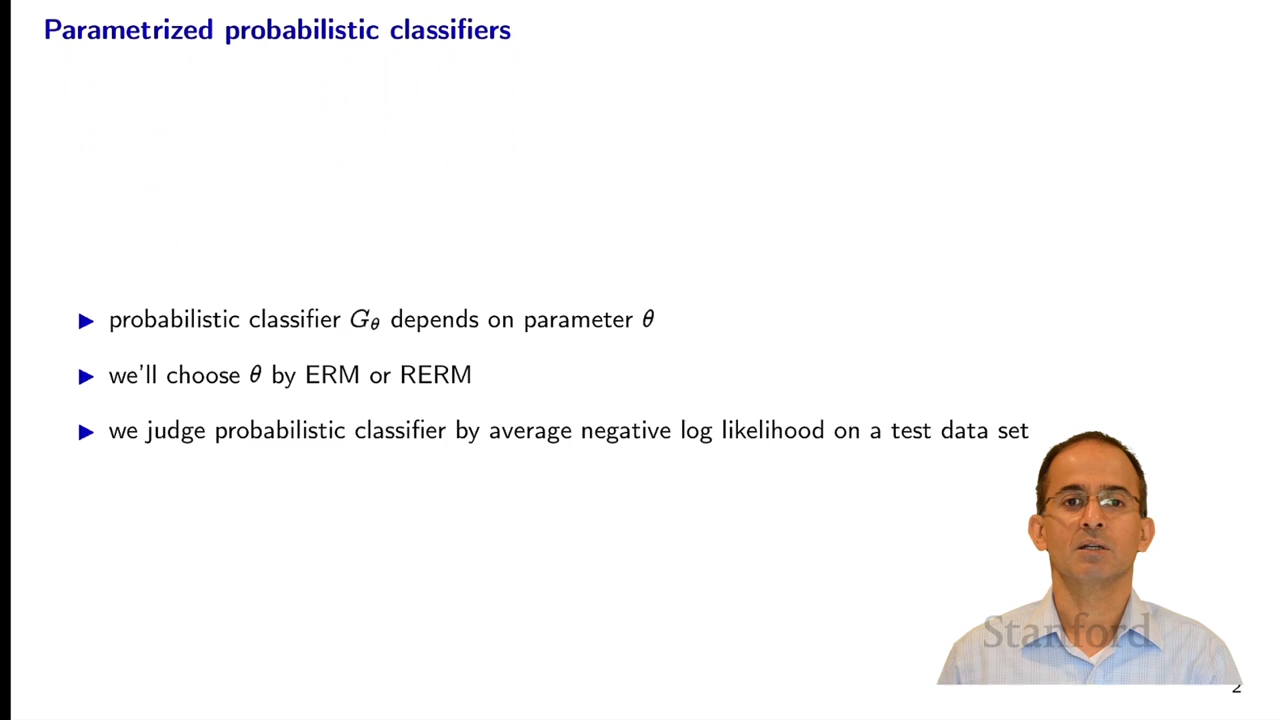 Parametrized probabilistic classifiers
▶ probabilistic classifier G_θ depends on parameter θ
▶ we'll choose θ by ERM or RERM
▶ we judge probabilistic classifier by average negative log likelihood on a test data set
Stanford
2